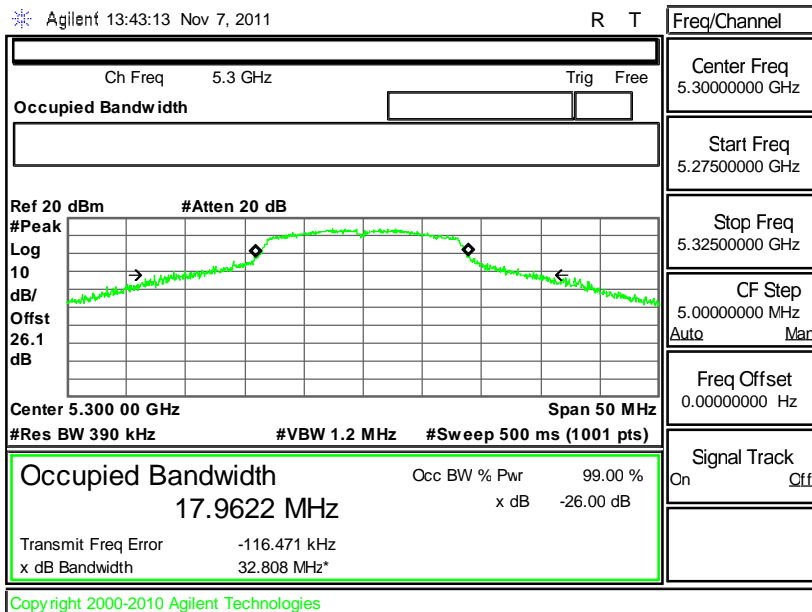 Agilent 13:43:13 Nov 7, 2011 R T
Ch Freq 5.3 GHz Trig Free
Occupied Bandwidth
Ref 20 dBm #Atten 20 dB
#Peak
Log
10
dB/
Offst
26.1
dB
Center 5.300 00 GHz Span 50 MHz
#Res BW 390 kHz #VBW 1.2 MHz #Sweep 500 ms (1001 pts)
Occupied Bandwidth
17.9622 MHz
Occ BW % Pwr 99.00 %
x dB -26.00 dB
Transmit Freq Error -116.471 kHz
x dB Bandwidth 32.808 MHz*
Copyright 2000-2010 Agilent Technologies
Freq/Channel
Center Freq
5.30000000 GHz
Start Freq
5.27500000 GHz
Stop Freq
5.32500000 GHz
CF Step
5.00000000 MHz
Auto Man
Freq Offset
0.00000000 Hz
Signal Track
On Off